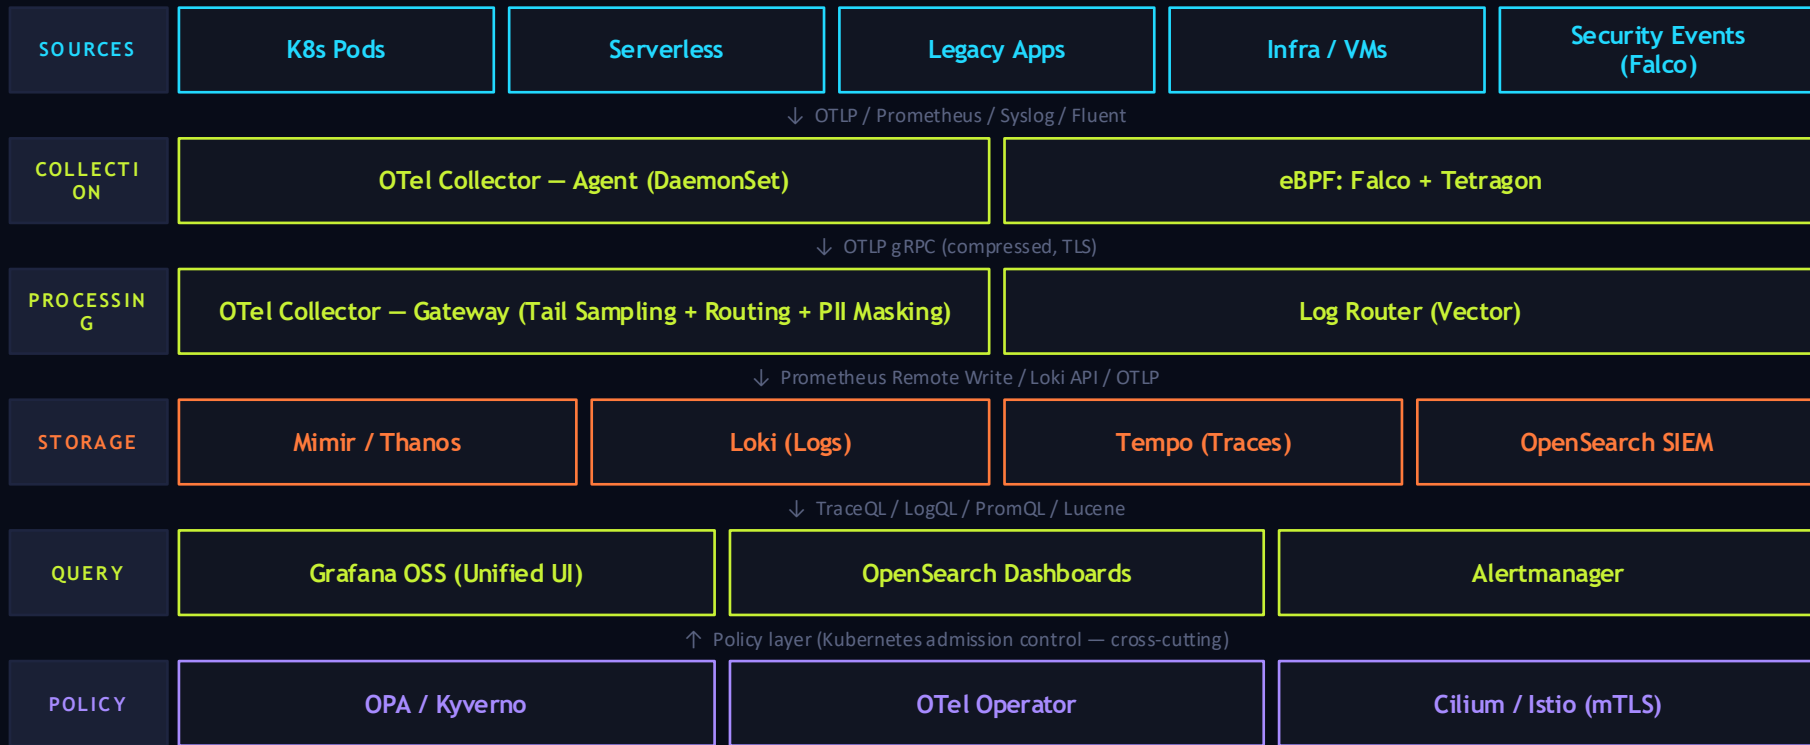 SOURCES
K8s Pods
Serverless
Legacy Apps
Infra / VMs
Security Events
(Falco)
↓ OTLP / Prometheus / Syslog / Fluent
COLLECTI
ON
OTel Collector — Agent (DaemonSet)
eBPF: Falco + Tetragon
↓ OTLP gRPC (compressed, TLS)
PROCESSIN
G
OTel Collector — Gateway (Tail Sampling + Routing + PII Masking)
Log Router (Vector)
↓ Prometheus Remote Write / Loki API / OTLP
STORAGE
Mimir / Thanos
Loki (Logs)
Tempo (Traces)
OpenSearch SIEM
↓ TraceQL / LogQL / PromQL / Lucene
QUERY
Grafana OSS (Unified UI)
OpenSearch Dashboards
Alertmanager
↑ Policy layer (Kubernetes admission control — cross-cutting)
POLICY
OPA / Kyverno
OTel Operator
Cilium / Istio (mTLS)